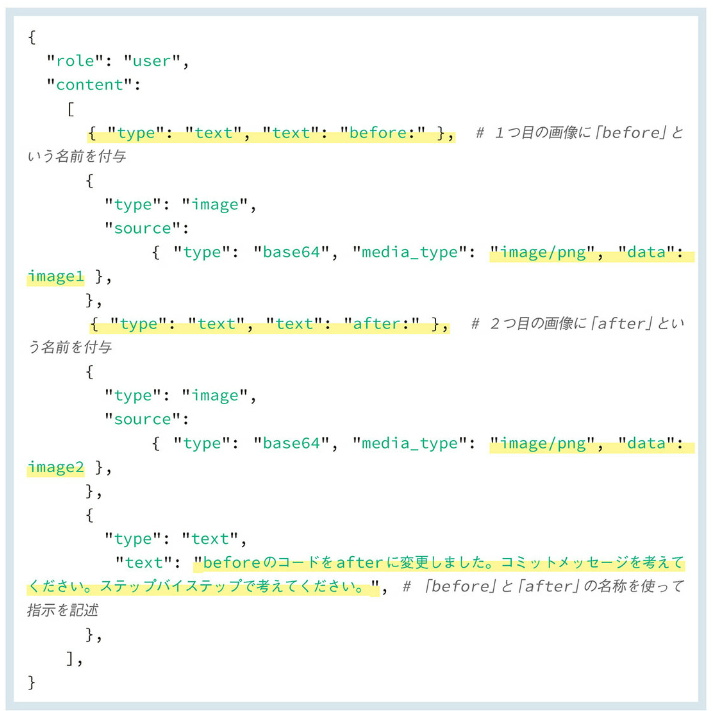 {
"role": "user",
"content":
[
{ "type": "text", "text": "before:" }, # 1つ目の画像に「before」と
いう名前を付与
{
"type": "image",
"source":
{ "type": "base64", "media_type": "image/png", "data":
image1 },
},
{ "type": "text", "text": "after:" }, # 2つ目の画像に「after」とい
う名前を付与
{
"type": "image",
"source":
{ "type": "base64", "media_type": "image/png", "data":
image2 },
},
{
"type": "text",
"text": "beforeのコードをafterに変更しました。コミットメッセージを考えて
ください。ステップバイステップで考えてください。", # 「before」と「after」の名称を使って
指示を記述
},
],
}